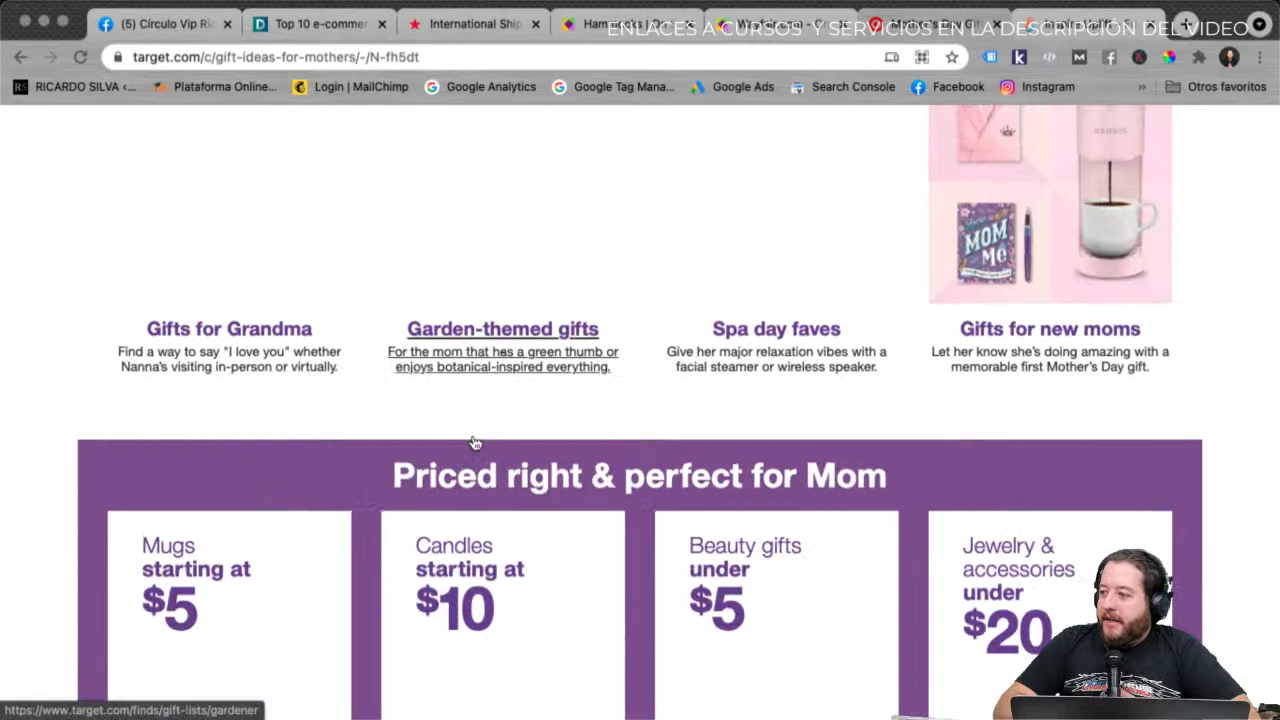 (5) Círculo Vip Ric
Top 10 e-commer
International Ship
ENLACES A CURSOS Y SERVICIOS EN LA DESCRIPCIÓN DEL VIDEO
target.com/c/gift-ideas-for-mothers/-/N-fh5dt
RICARDO SILVA ‹...
Plataforma Online...
Login | MailChimp
Google Analytics
Google Tag Mana...
Google Ads
Search Console
Facebook
Instagram
»
Otros favoritos
KEURIG
MOM
Me
Gifts for Grandma
Find a way to say "I love you" whether
Nanna's visiting in-person or virtually.
Garden-themed gifts
For the mom that has a green thumb or
enjoys botanical-inspired everything.
Spa day faves
Give her major relaxation vibes with a
facial steamer or wireless speaker.
Gifts for new moms
Let her know she's doing amazing with a
memorable first Mother's Day gift.
Priced right & perfect for Mom
Mugs
starting at
$5
Candles
starting at
$10
Beauty gifts
under
$5
Jewelry &
accessories
under
$20
https://www.target.com/finds/gift-lists/gardener